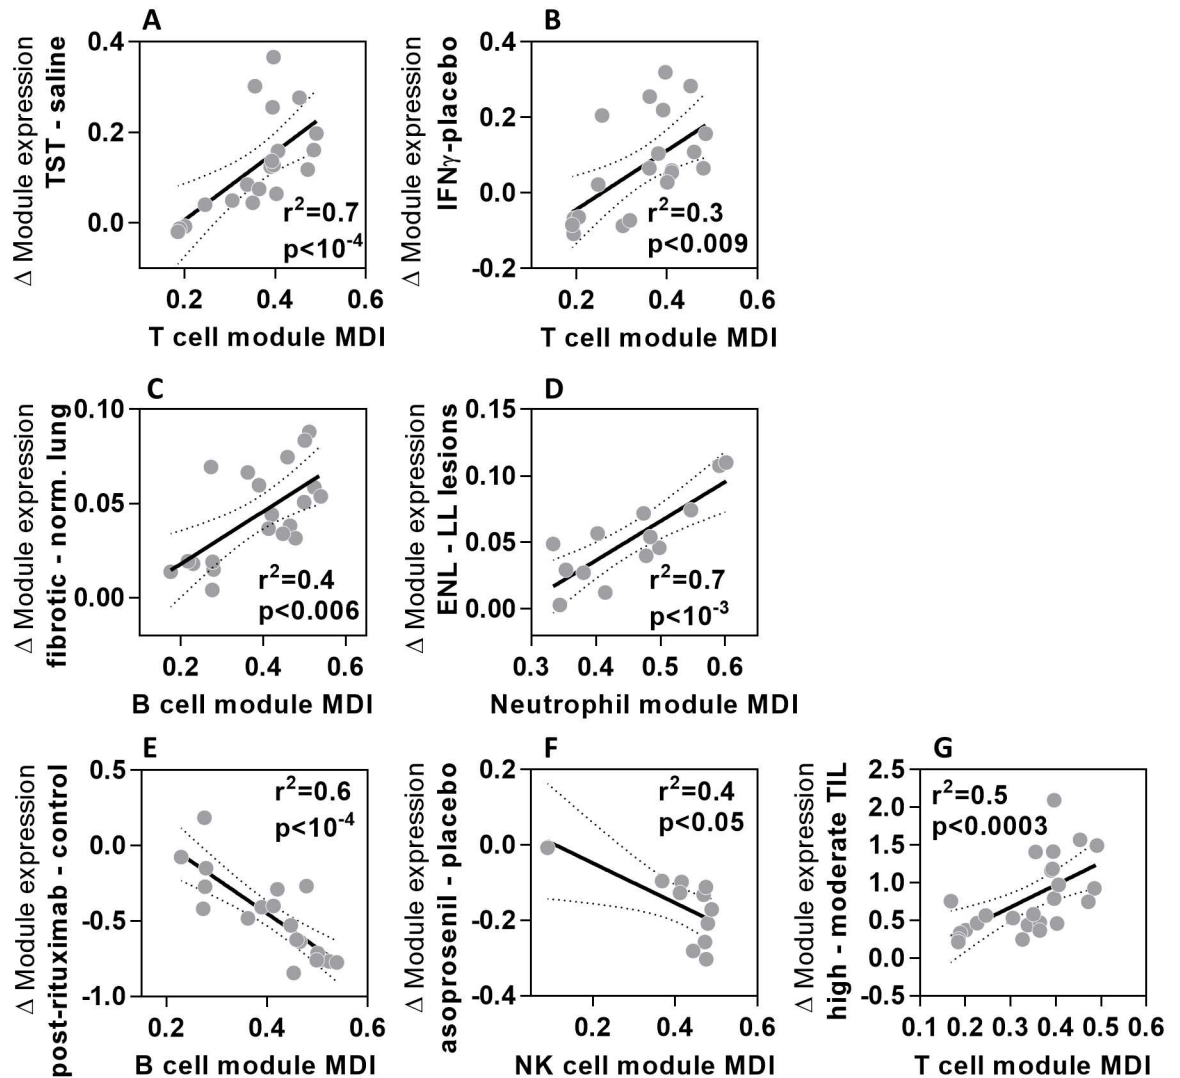 A
Δ Module expression
TST - saline
0.4
0.2
0.0
r²=0.7
p<10⁻⁴
0.2 0.4 0.6
T cell module MDI
B
Δ Module expression
IFNγ-placebo
0.4
0.2
0.0
-0.2
r²=0.3
p<0.009
0.2 0.4 0.6
T cell module MDI
C
Δ Module expression
fibrotic - norm. lung
0.10
0.05
0.00
r²=0.4
p<0.006
0.2 0.4 0.6
B cell module MDI
D
Δ Module expression
ENL - LL lesions
0.15
0.10
0.05
0.00
r²=0.7
p<10⁻³
0.3 0.4 0.5 0.6
Neutrophil module MDI
E
Δ Module expression
post-rituximab - control
0.5
0.0
-0.5
-1.0
r²=0.6
p<10⁻⁴
0.2 0.4 0.6
B cell module MDI
F
Δ Module expression
asoprosenil - placebo
0.2
0.0
-0.2
-0.4
r²=0.4
p<0.05
0.2 0.4 0.6
NK cell module MDI
G
Δ Module expression
high - moderate TIL
2.5
2.0
1.5
1.0
0.5
0.0
-0.5
r²=0.5
p<0.0003
0.1 0.2 0.3 0.4 0.5 0.6
T cell module MDI